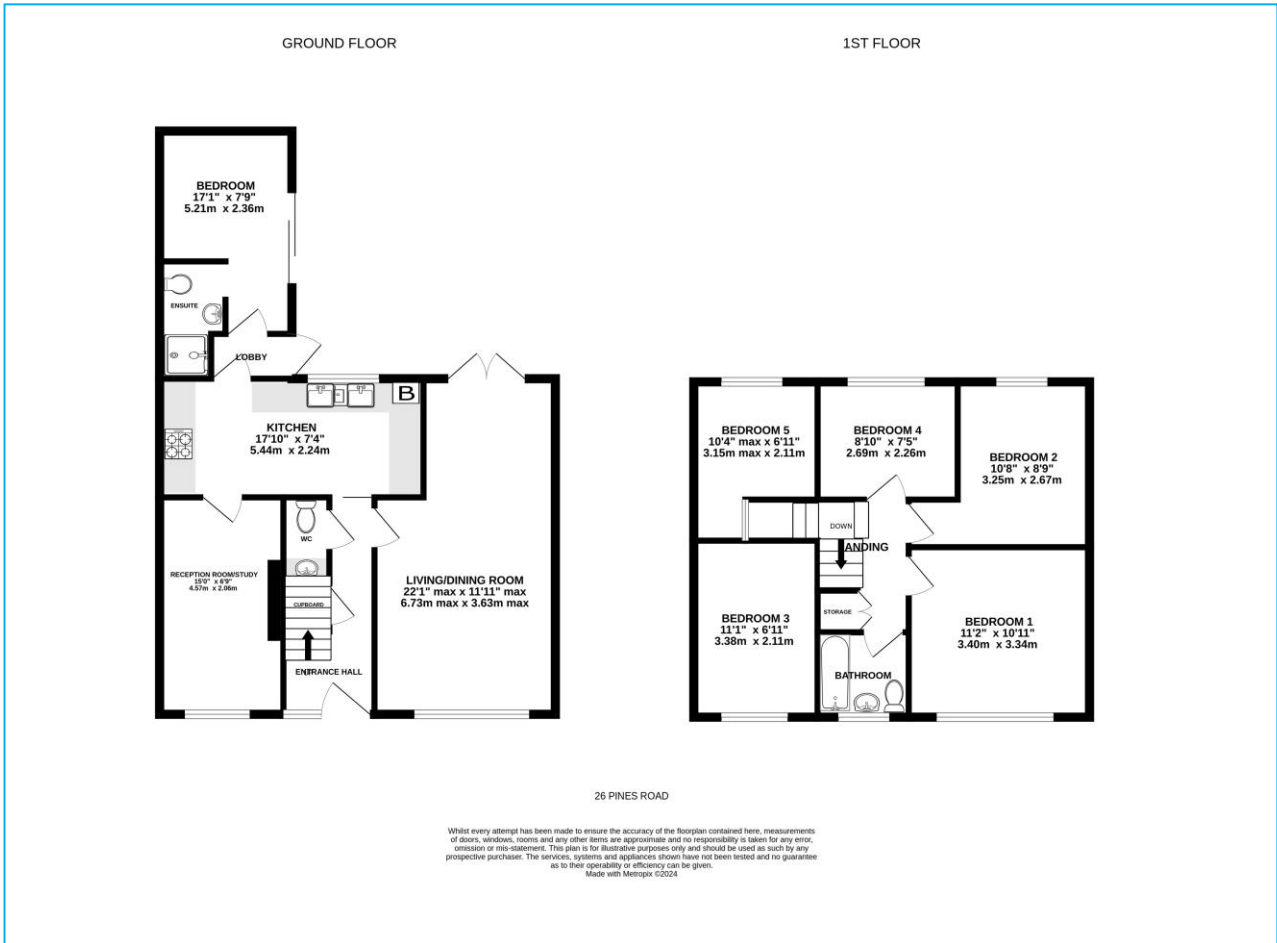 GROUND FLOOR
1ST FLOOR
BEDROOM
17'1" x 7'9"
5.21m x 2.36m
ENSUITE
LOBBY
B
KITCHEN
17'10" x 7'4"
5.44m x 2.24m
WC
RECEPTION ROOM/STUDY
15'0" x 6'9"
4.57m x 2.06m
CUPBOARD
LIVING/DINING ROOM
22'1" max x 11'11" max
6.73m max x 3.63m max
ENTRANCE HALL
BEDROOM 5
10'4" max x 6'11"
3.15m max x 2.11m
BEDROOM 4
8'10" x 7'5"
2.69m x 2.26m
BEDROOM 2
10'8" x 8'9"
3.25m x 2.67m
DOWN
ANDING
STORAGE
BEDROOM 3
11'1" x 6'11"
3.38m x 2.11m
BEDROOM 1
11'2" x 10'11"
3.40m x 3.34m
BATHROOM
26 PINES ROAD
Whilst every attempt has been made to ensure the accuracy of the floorplan contained here, measurements
of doors, windows, rooms and any other items are approximate and no responsibility is taken for any error,
omission or mis-statement. This plan is for illustrative purposes only and should be used as such by any
prospective purchaser. The services, systems and appliances shown have not been tested and no guarantee
as to their operability or efficiency can be given.
Made with Metropix ©2024